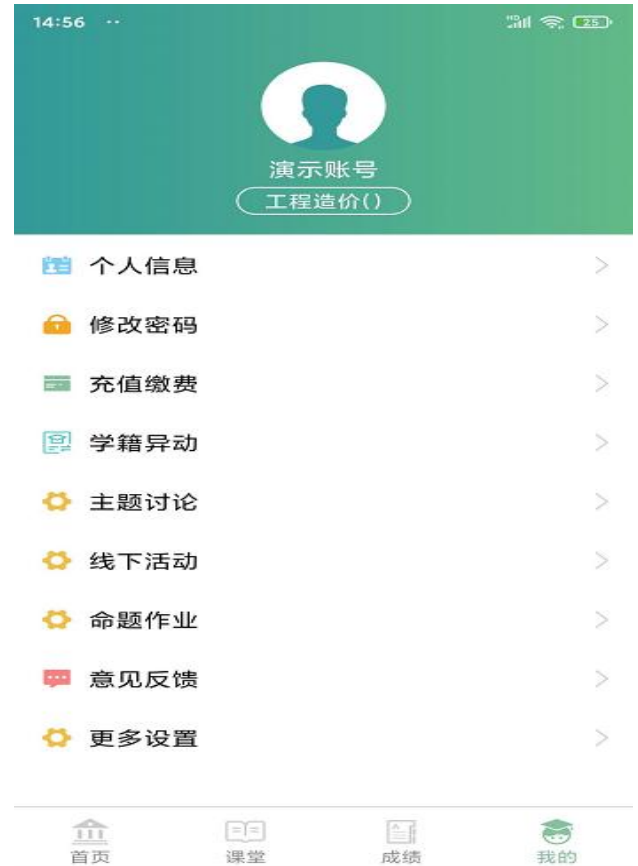 14:56
HD
25
演示账号
工程造价()
个人信息
修改密码
充值缴费
学籍异动
主题讨论
线下活动
命题作业
意见反馈
更多设置
首页 课堂 成绩 我的